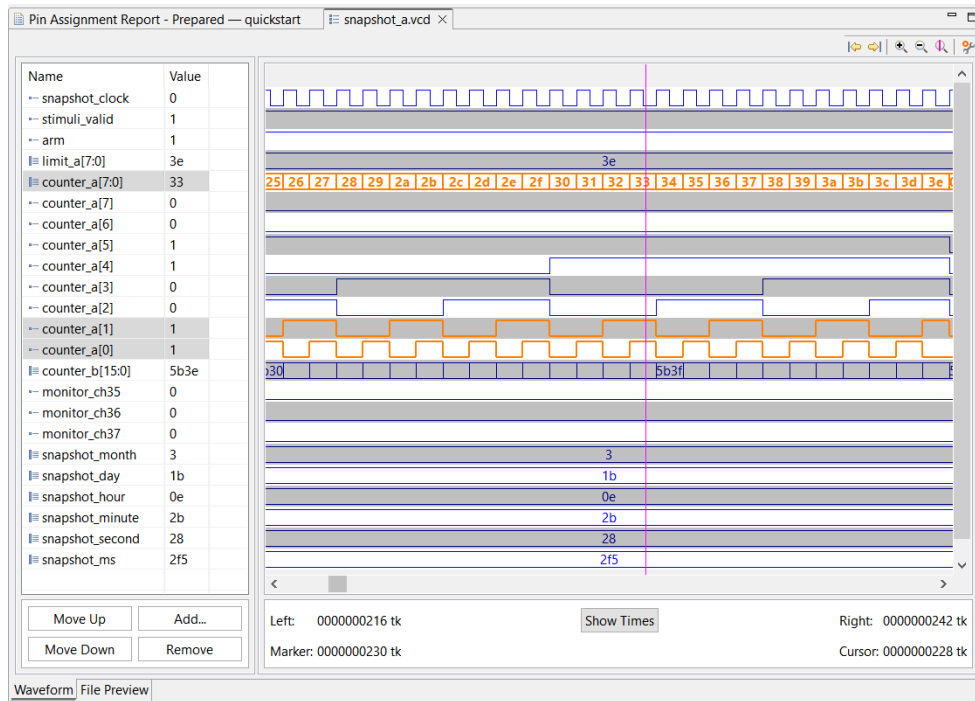 Pin Assignment Report - Prepared — quickstart snapshot_a.vcd
Name Value
snapshot_clock 0
stimuli_valid 1
arm 1
limit_a[7:0] 3e 3e
counter_a[7:0] 33 25 26 27 28 29 2a 2b 2c 2d 2e 2f 30 31 32 33 34 35 36 37 38 39 3a 3b 3c 3d 3e
counter_a[7] 0
counter_a[6] 0
counter_a[5] 1
counter_a[4] 1
counter_a[3] 0
counter_a[2] 0
counter_a[1] 1
counter_a[0] 1
counter_b[15:0] 5b3e b30 5b3f
monitor_ch35 0
monitor_ch36 0
monitor_ch37 0
snapshot_month 3 3
snapshot_day 1b 1b
snapshot_hour 0e 0e
snapshot_minute 2b 2b
snapshot_second 28 28
snapshot_ms 2f5 2f5
Move Up Add... Left: 0000000216 tk Show Times Right: 0000000242 tk
Move Down Remove Marker: 0000000230 tk Cursor: 0000000228 tk
Waveform File Preview